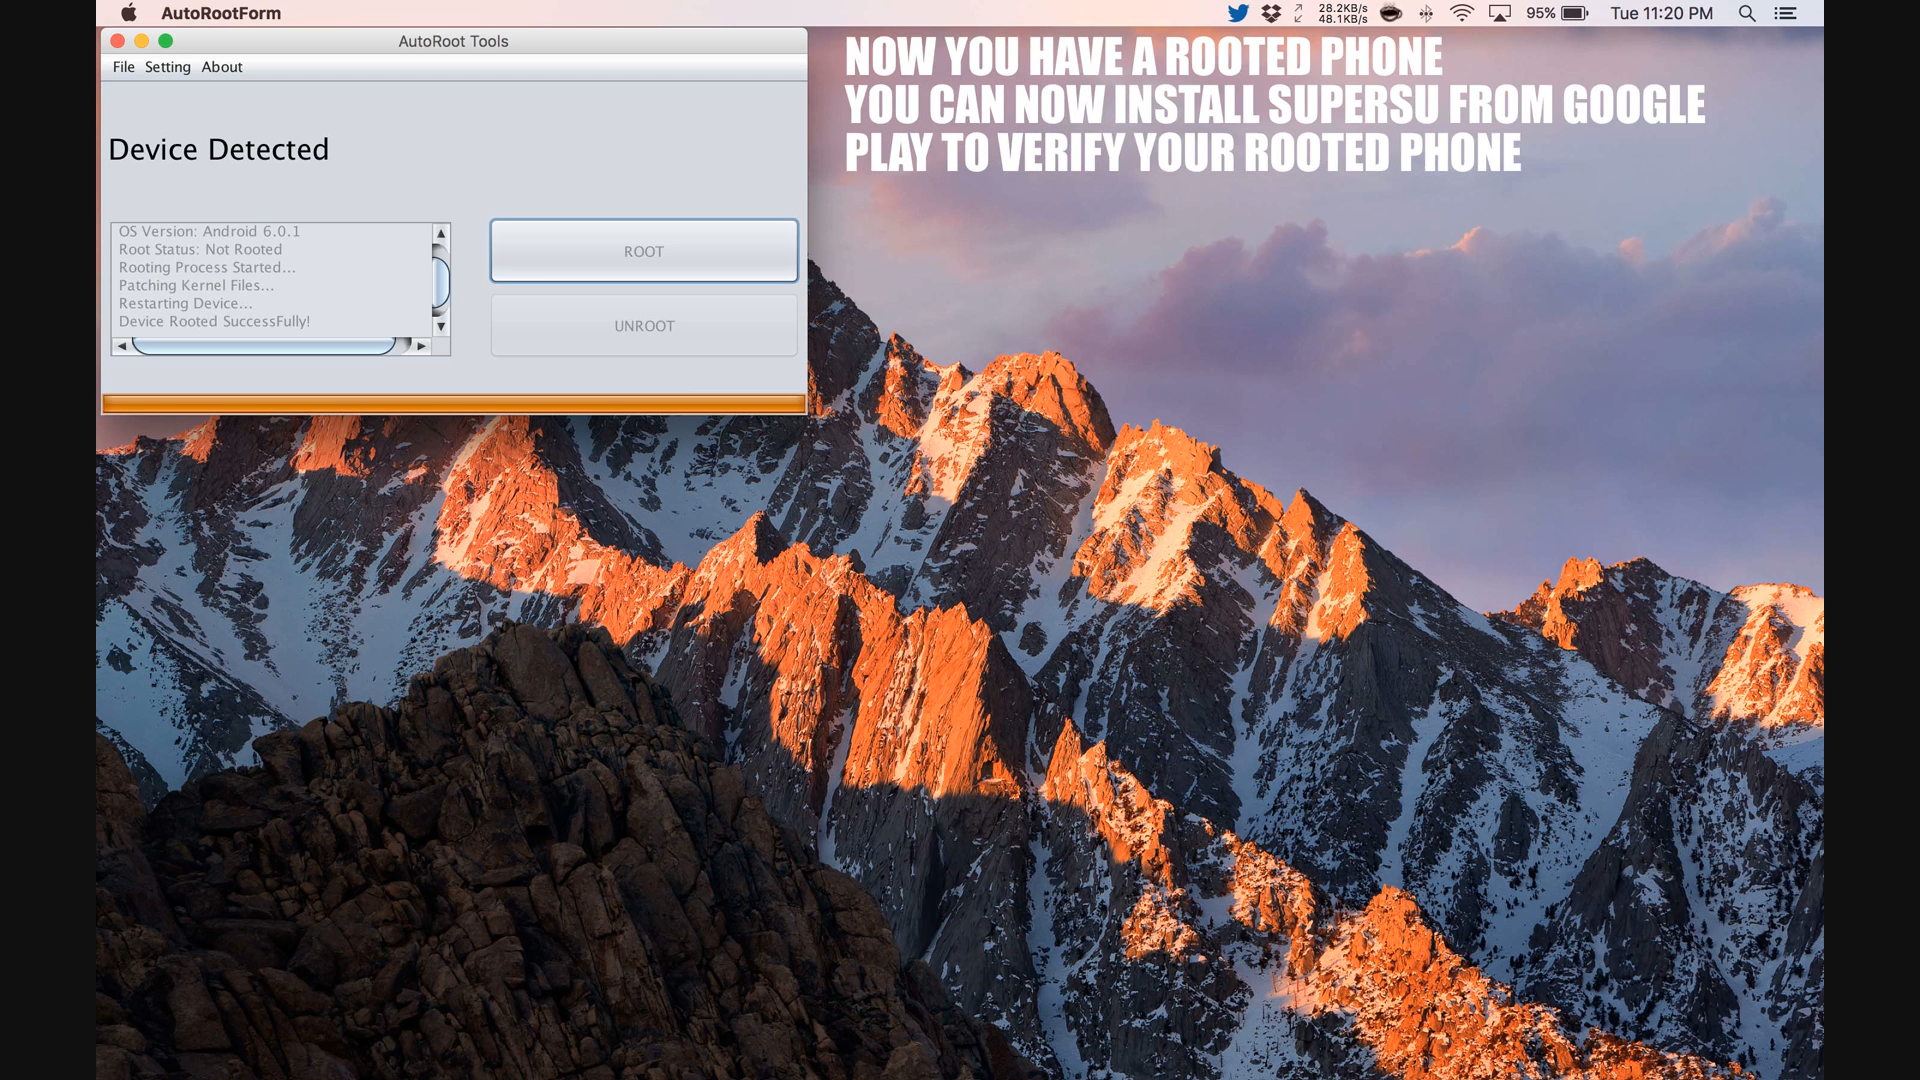 AutoRootForm
28.2KB/s
48.1KB/s
95%
Tue 11:20 PM
AutoRoot Tools
File Setting About
Device Detected
OS Version: Android 6.0.1
Root Status: Not Rooted
Rooting Process Started...
Patching Kernel Files...
Restarting Device...
Device Rooted SuccessFully!
ROOT
UNROOT
NOW YOU HAVE A ROOTED PHONE
YOU CAN NOW INSTALL SUPERSU FROM GOOGLE
PLAY TO VERIFY YOUR ROOTED PHONE